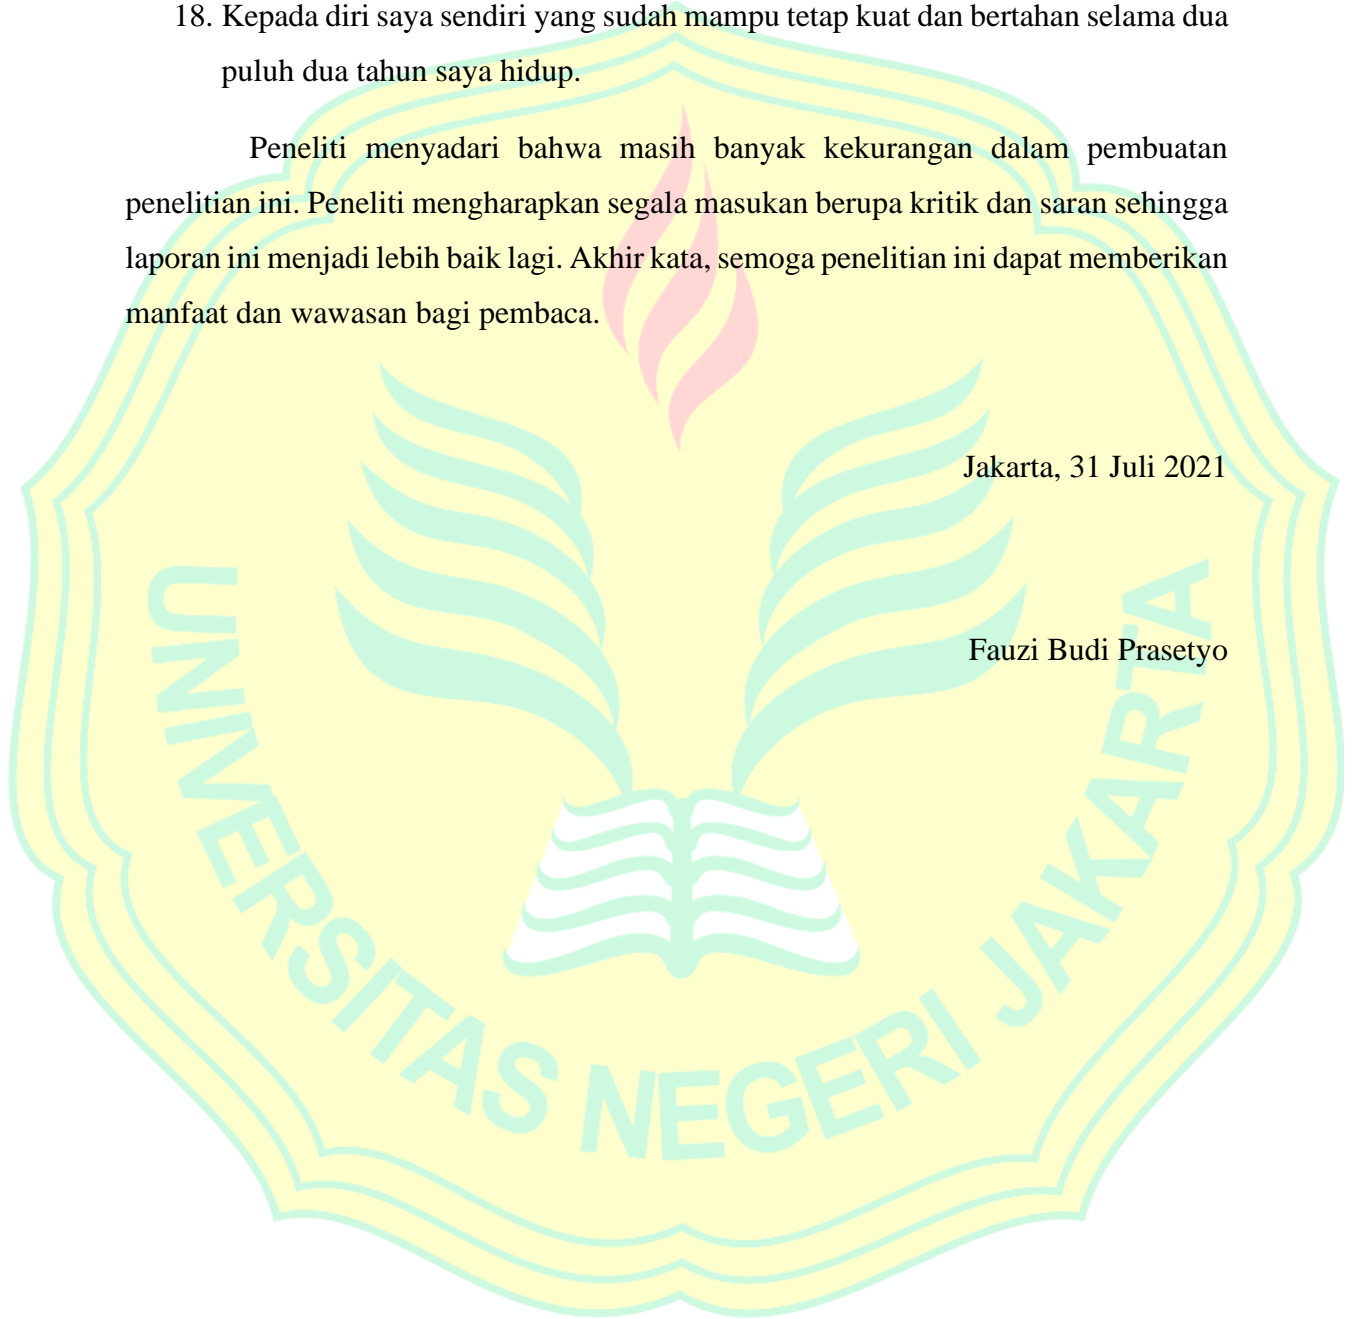 18. Kepada diri saya sendiri yang sudah mampu tetap kuat dan bertahan selama dua
puluh dua tahun saya hidup.
Peneliti menyadari bahwa masih banyak kekurangan dalam pembuatan
penelitian ini. Peneliti mengharapkan segala masukan berupa kritik dan saran sehingga
laporan ini menjadi lebih baik lagi. Akhir kata, semoga penelitian ini dapat memberikan
manfaat dan wawasan bagi pembaca.
Jakarta, 31 Juli 2021
Fauzi Budi Prasetyo
UNIVERSITAS NEGERI JAKARTA